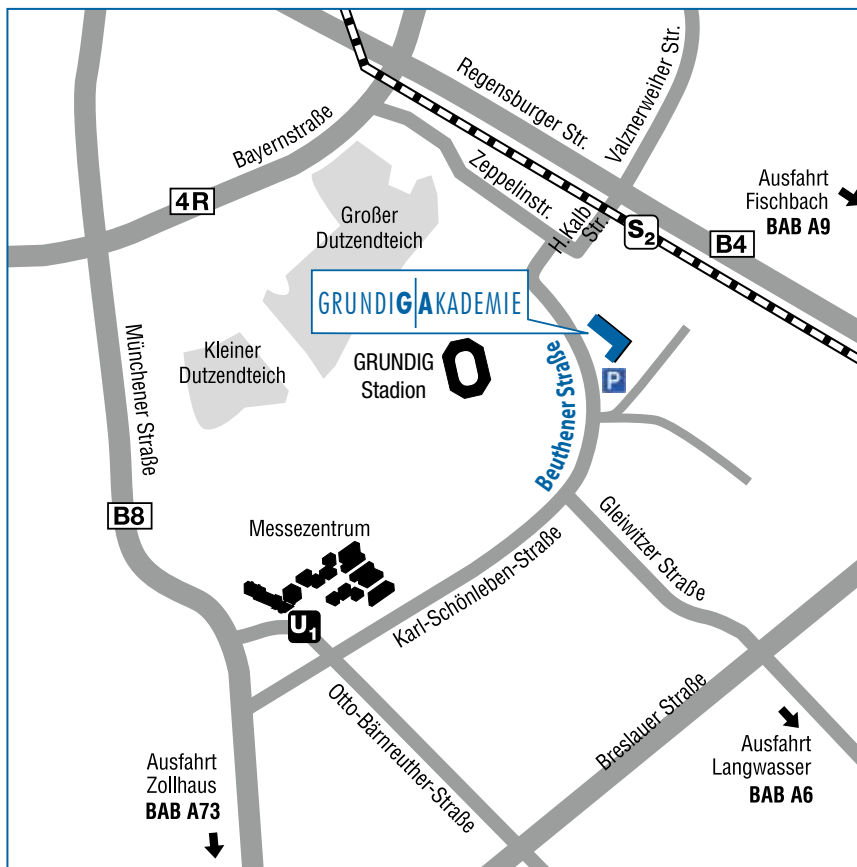 Regensburger Str.
Valznerweiher Str.
Bayernstraße
Zeppelinstr.
Ausfahrt
Fischbach
BAB A9
4R
Großer
Dutzendteich
H.Kalb
Str.
S2
B4
GRUNDIG AKADEMIE
Münchener Straße
Kleiner
Dutzendteich
GRUNDIG
Stadion
P
Beuthener Straße
B8
Messezentrum
Gleiwitzer Straße
Karl-Schönleben-Straße
U1
Otto-Bärnreuther-Straße
Breslauer Straße
Ausfahrt
Zollhaus
BAB A73
Ausfahrt
Langwasser
BAB A6